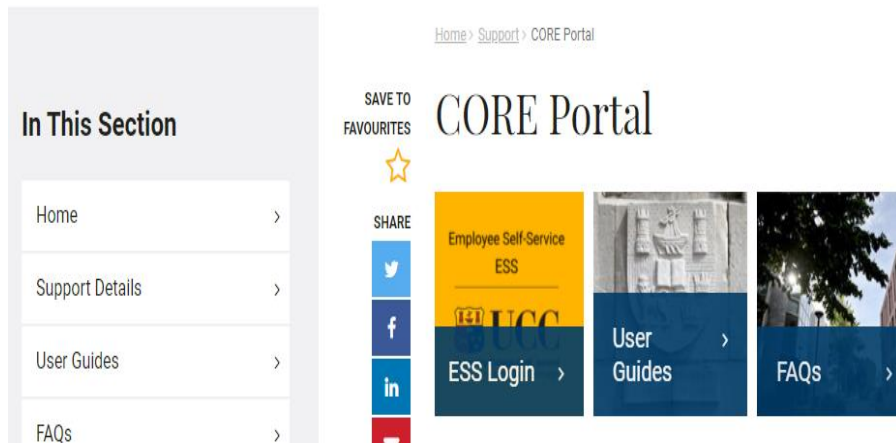 Home > Support > CORE Portal
In This Section
Home >
Support Details >
User Guides >
FAQs >
SAVE TO
FAVOURITES
SHARE
CORE Portal
Employee Self-Service
ESS
UCC
ESS Login >
User
Guides >
FAQs >